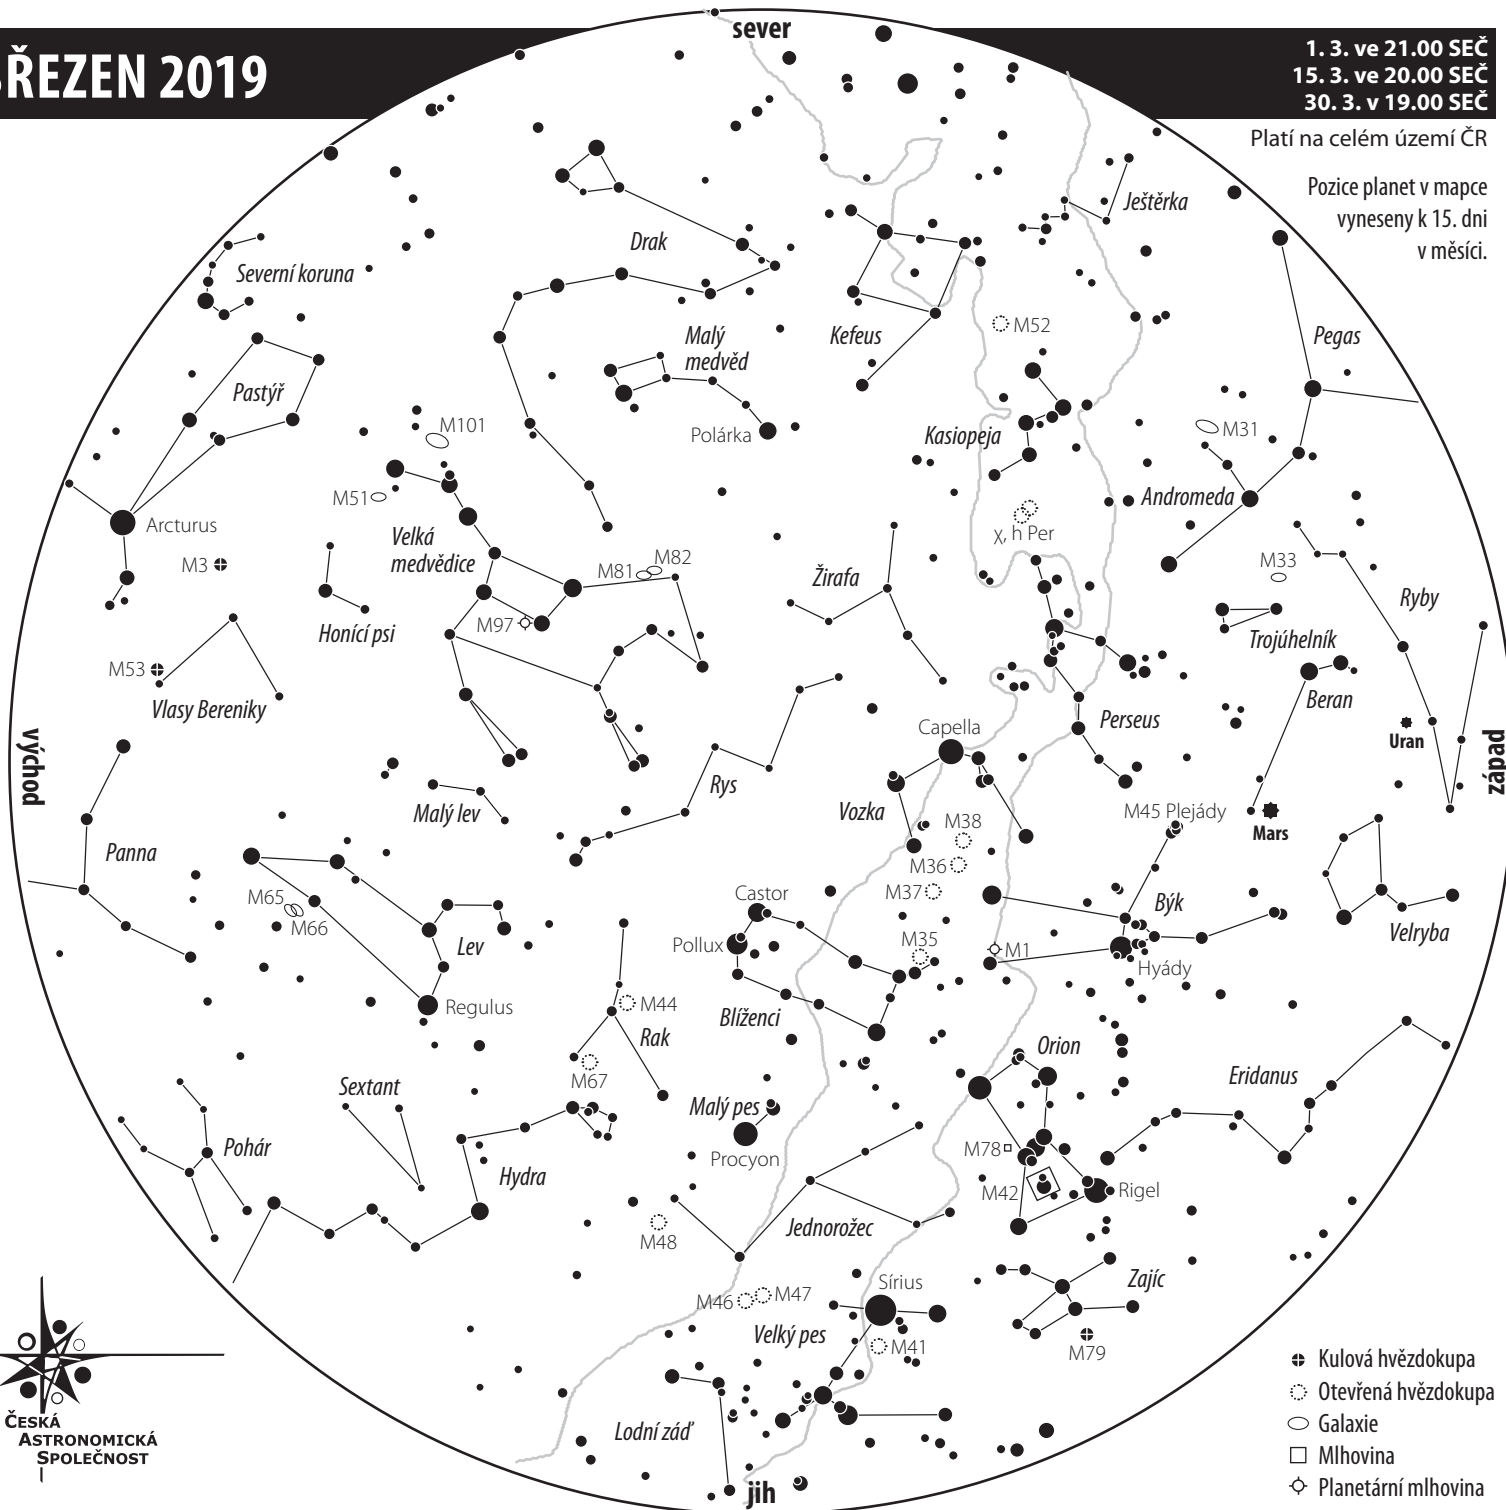 sever
ŘEZEN 2019
1. 3. ve 21.00 SEČ
15. 3. ve 20.00 SEČ
30. 3. v 19.00 SEČ
Platí na celém území ČR
Pozice planet v mapce
vyneseny k 15. dni
v měsíci.
Ještěrka
Drak
Severní koruna
Malý
medvěd
Kefeus
M52
Pegas
Pastýř
M101
Polárka
Kasiopeja
M31
M51
Andromeda
Arcturus
Velká
medvědice
χ, h Per
M3
M81
M82
Žirafa
M33
Ryby
Honící psi
M97
Trojúhelník
M53
Vlasy Bereniky
Beran
Perseus
Capella
Uran
východ
západ
Rys
Malý lev
Vozka
M38
M45 Plejády
Mars
Panna
M36
M65
M66
Castor
M37
Býk
Velryba
Lev
Pollux
M35
M1
Hyády
Regulus
M44
Rak
Blíženci
Orion
M67
Sextant
Eridanus
Malý pes
Pohár
Procyon
M78
Hydra
M42
Rigel
M48
Jednorožec
Sírius
Zajíc
M46
M47
Velký pes
M41
M79
Lodní záď
jih
ČESKÁ
ASTRONOMICKÁ
SPOLEČNOST
Kulová hvězdokupa
Otevřená hvězdokupa
Galaxie
Mlhovina
Planetární mlhovina